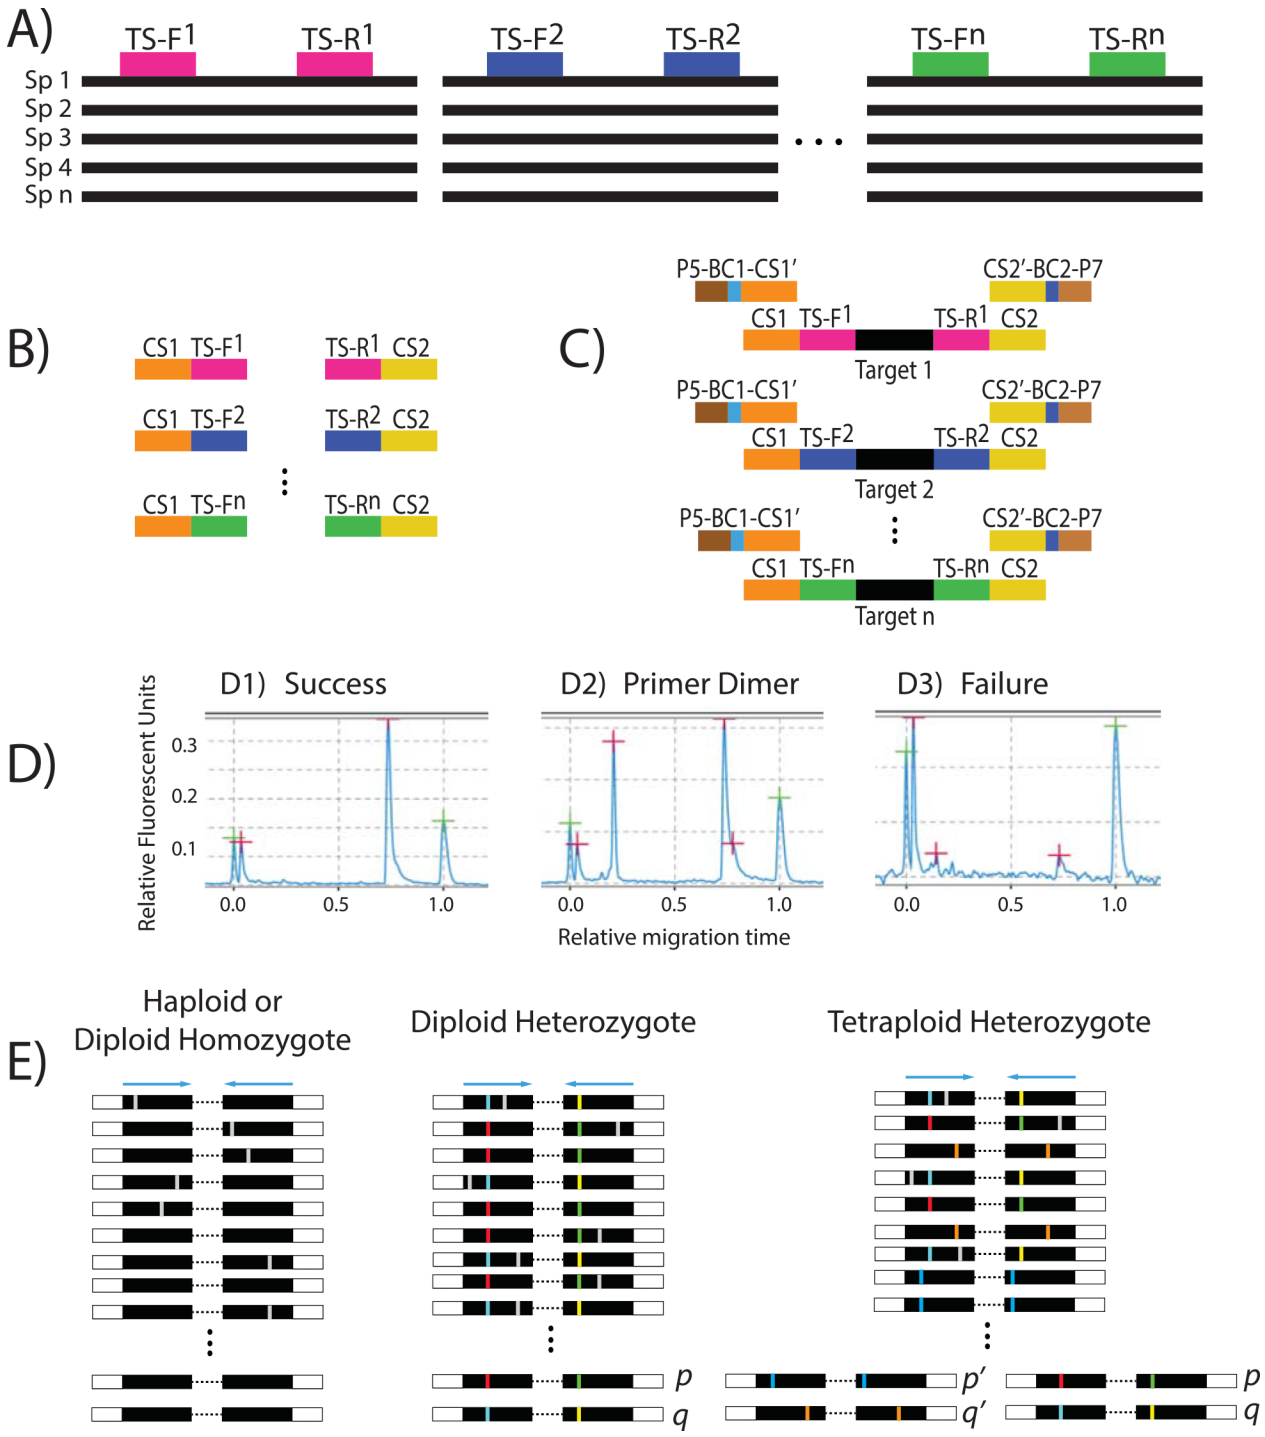 A)
TS-F1 TS-R1 TS-F2 TS-R2 TS-Fn TS-Rn
Sp 1
Sp 2
Sp 3
Sp 4
Sp n
B)
CS1 TS-F1 TS-R1 CS2
CS1 TS-F2 TS-R2 CS2
CS1 TS-Fn TS-Rn CS2
C)
P5-BC1-CS1′ CS2′-BC2-P7
CS1 TS-F1 TS-R1 CS2
Target 1
P5-BC1-CS1′ CS2′-BC2-P7
CS1 TS-F2 TS-R2 CS2
Target 2
P5-BC1-CS1′ CS2′-BC2-P7
CS1 TS-Fn TS-Rn CS2
Target n
D)
D1) Success D2) Primer Dimer D3) Failure
Relative Fluorescent Units
0.3
0.2
0.1
0.0 0.5 1.0 0.0 0.5 1.0 0.0 0.5 1.0
Relative migration time
E)
Haploid or
Diploid Homozygote
Diploid Heterozygote
Tetraploid Heterozygote
p p′ p
q q′ q